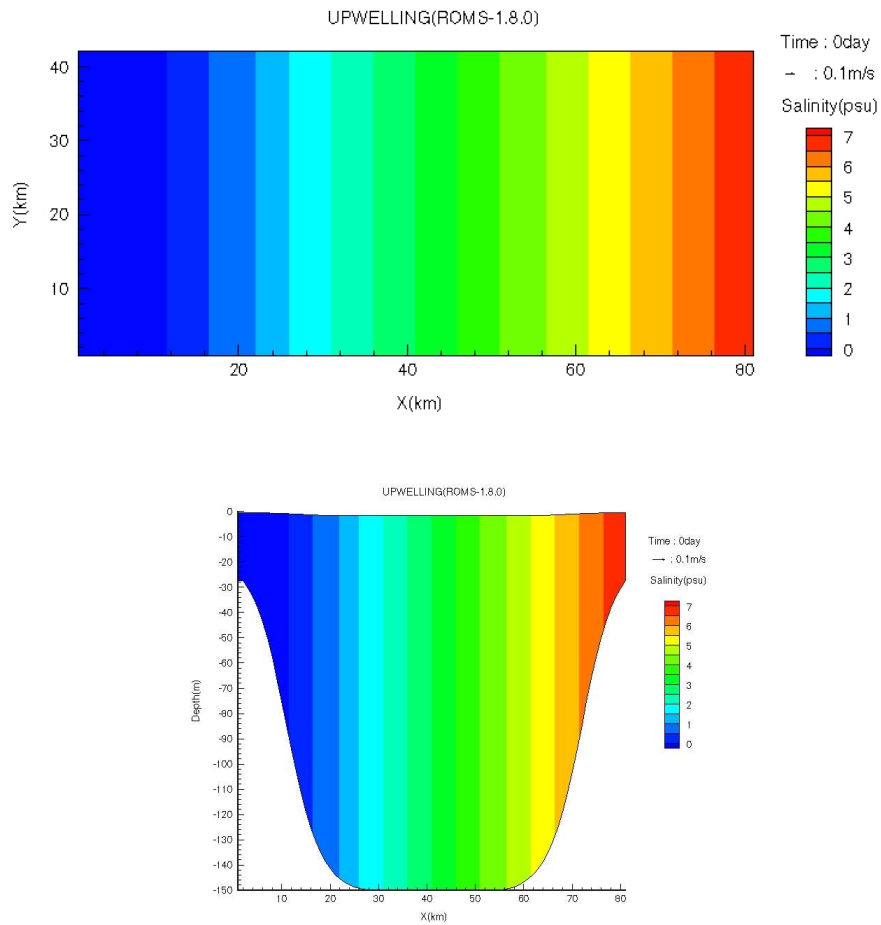 UPWELLING(ROMS-1.8.0)
Time : 0day
: 0.1m/s
Salinity(psu)
7
6
5
4
3
2
1
0
40
30
20
10
Y(km)
20 40 60 80
X(km)
UPWELLING(ROMS-1.8.0)
Time : 0day
: 0.1m/s
Salinity(psu)
7
6
5
4
3
2
1
0
0
-10
-20
-30
-40
-50
-60
-70
-80
-90
-100
-110
-120
-130
-140
-150
Depth(m)
10 20 30 40 50 60 70 80
X(km)